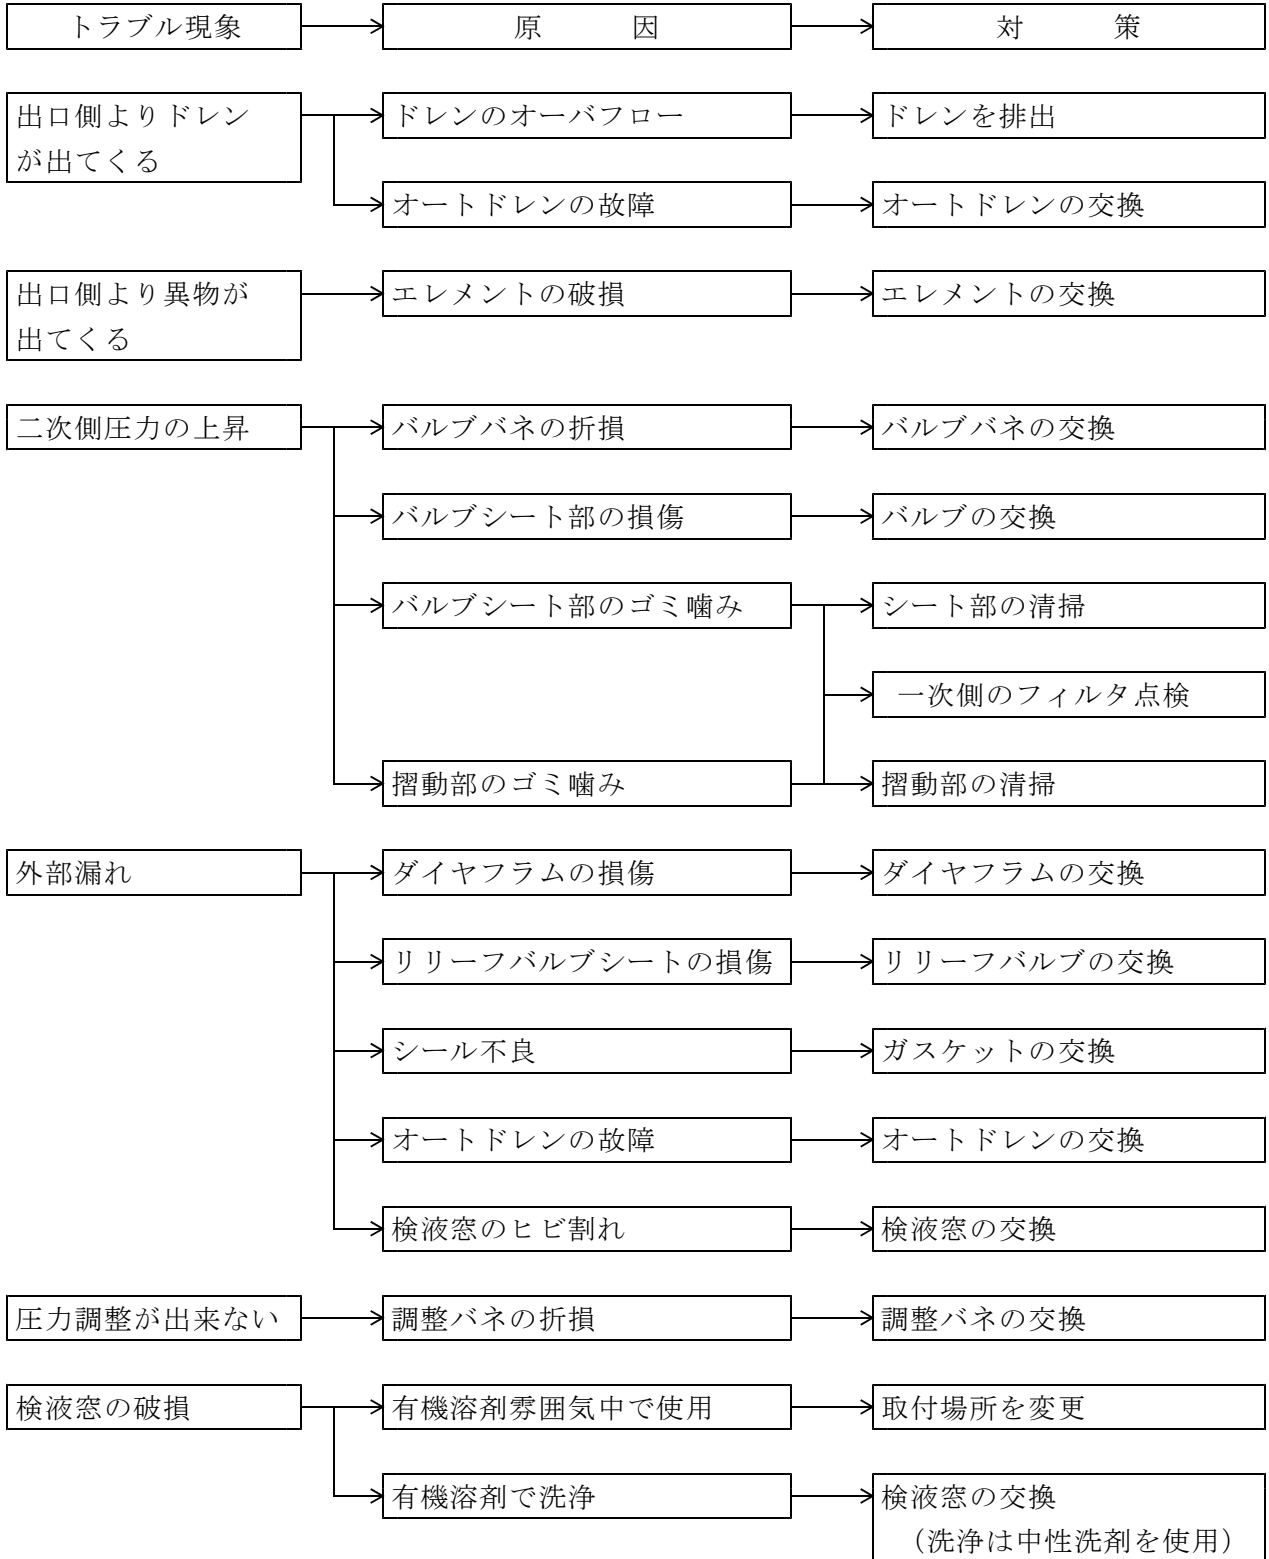 トラブル現象 原 因 対 策
出口側よりドレン
が出てくる
ドレンのオーバフロー ドレンを排出
オートドレンの故障 オートドレンの交換
出口側より異物が
出てくる
エレメントの破損 エレメントの交換
二次側圧力の上昇 バルブバネの折損 バルブバネの交換
バルブシート部の損傷 バルブの交換
バルブシート部のゴミ噛み シート部の清掃
一次側のフィルタ点検
摺動部のゴミ噛み 摺動部の清掃
外部漏れ ダイヤフラムの損傷 ダイヤフラムの交換
リリーフバルブシートの損傷 リリーフバルブの交換
シール不良 ガスケットの交換
オートドレンの故障 オートドレンの交換
検液窓のヒビ割れ 検液窓の交換
圧力調整が出来ない 調整バネの折損 調整バネの交換
検液窓の破損 有機溶剤雰囲気中で使用 取付場所を変更
有機溶剤で洗浄 検液窓の交換
（洗浄は中性洗剤を使用）